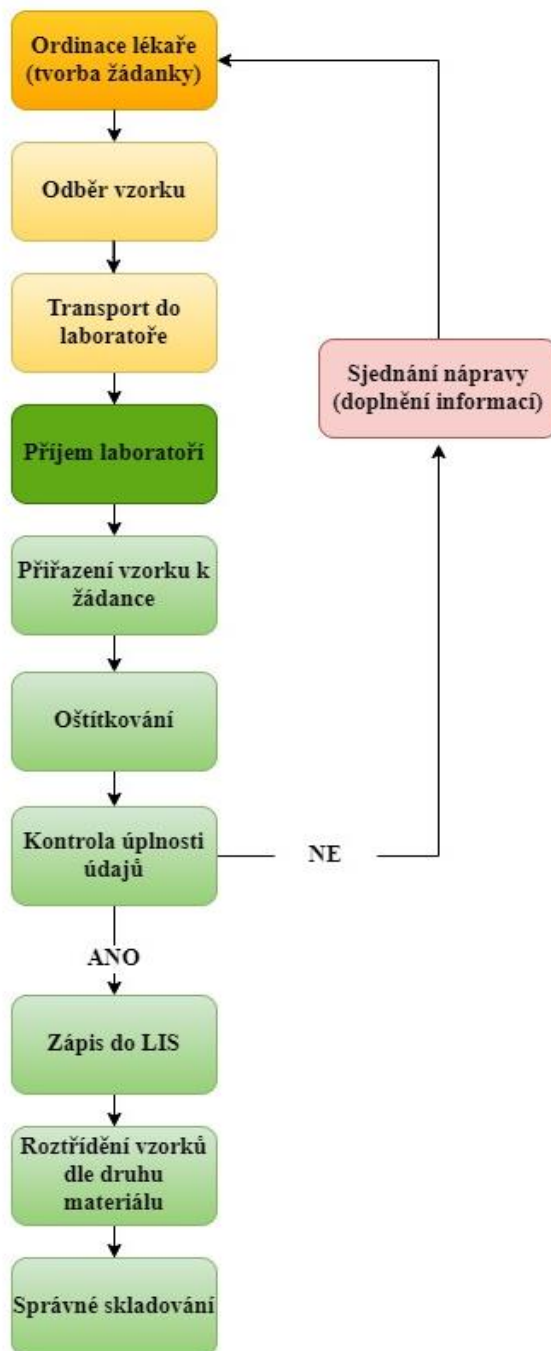 Ordinace lékaře
(tvorba žádanky)
Odběr vzorku
Transport do
laboratoře
Sjednání nápravy
(doplnění informací)
Příjem laboratoří
Přiřazení vzorku k
žádance
Oštítkování
Kontrola úplnosti
údajů
NE
ANO
Zápis do LIS
Roztřídění vzorků
dle druhu
materiálu
Správné skladování